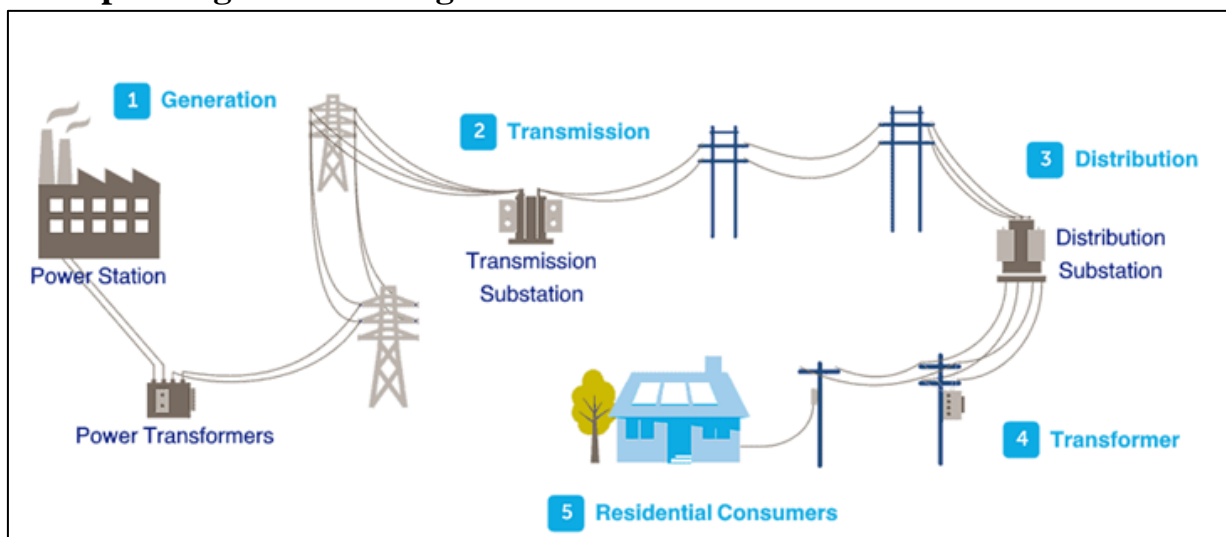 1 Generation
2 Transmission
3 Distribution
Power Station
Transmission
Substation
Distribution
Substation
Power Transformers
4 Transformer
5 Residential Consumers